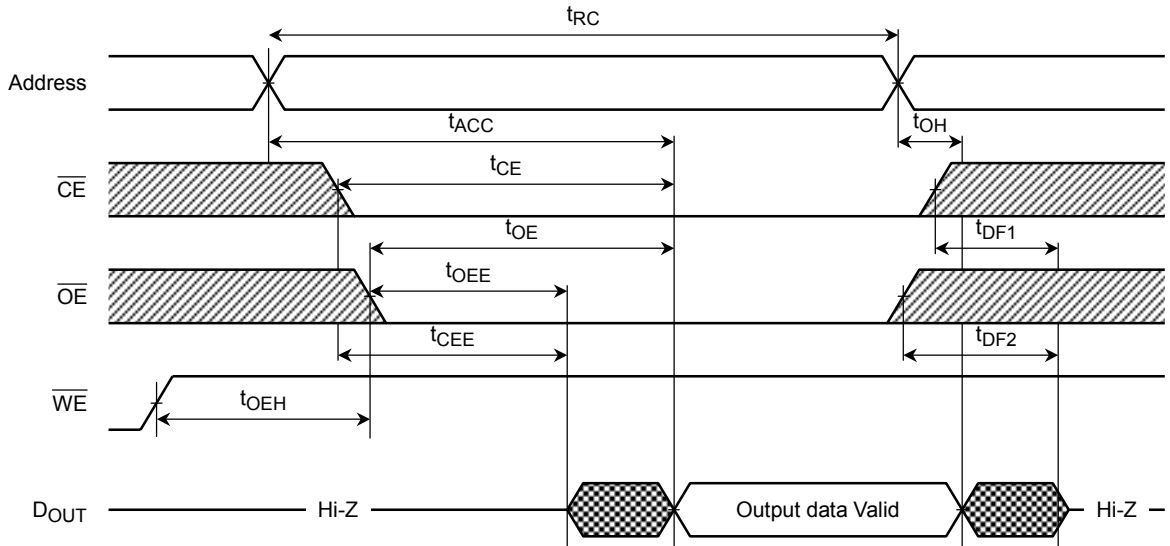 tRC
Address
tACC
tOH
CE
tCE
tOE
tDF1
OE
tOEE
tCEE
tDF2
WE
tOEH
DOUT
Hi-Z
Output data Valid
Hi-Z